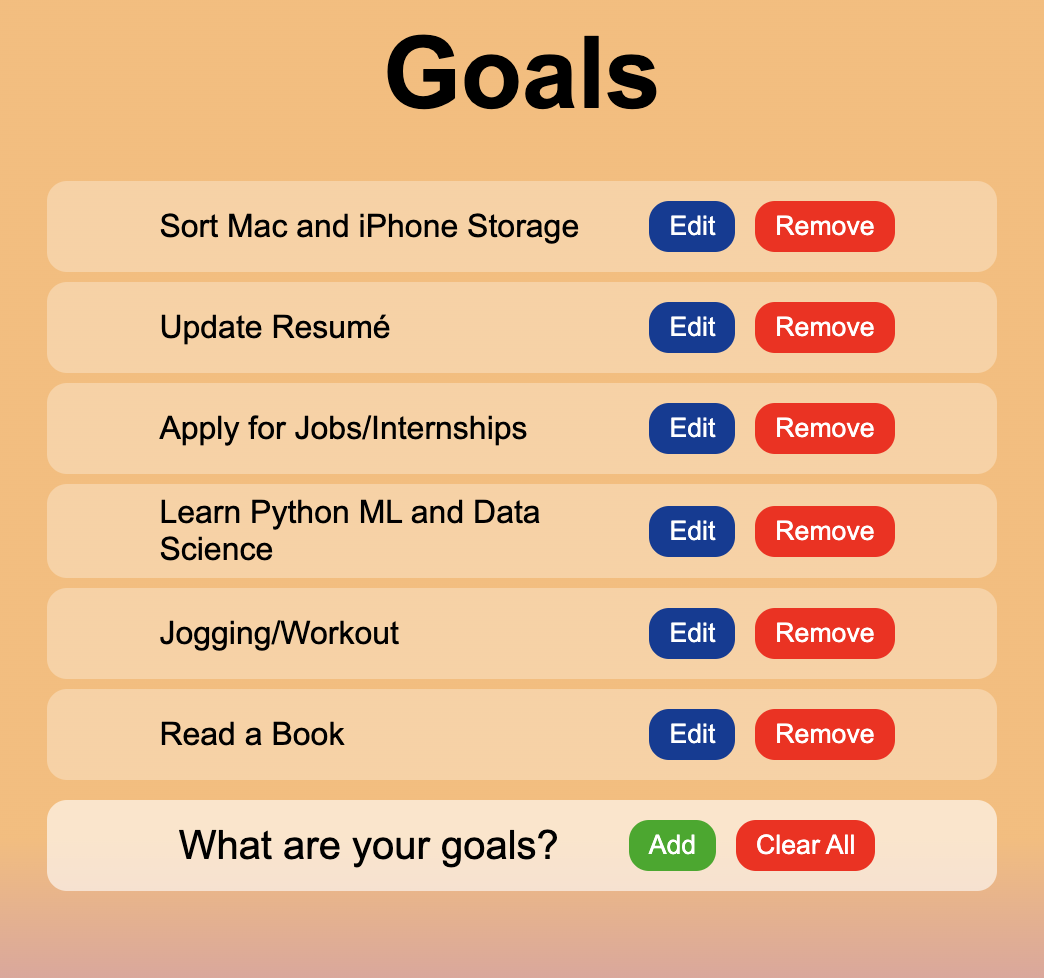 Goals
Sort Mac and iPhone Storage Edit Remove
Update Resumé Edit Remove
Apply for Jobs/Internships Edit Remove
Learn Python ML and Data
Science Edit Remove
Jogging/Workout Edit Remove
Read a Book Edit Remove
What are your goals? Add Clear All